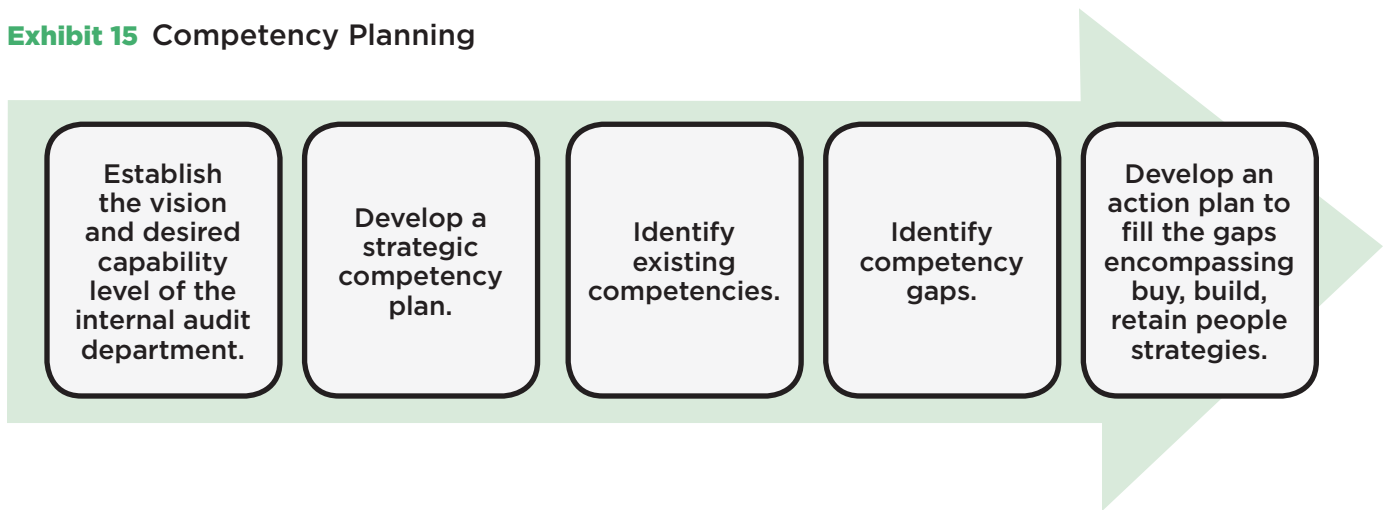 Exhibit 15 Competency Planning
Establish
the vision
and desired
capability
level of the
internal audit
department.
Develop a
strategic
competency
plan.
Identify
existing
competencies.
Identify
competency
gaps.
Develop an
action plan to
fill the gaps
encompassing
buy, build,
retain people
strategies.